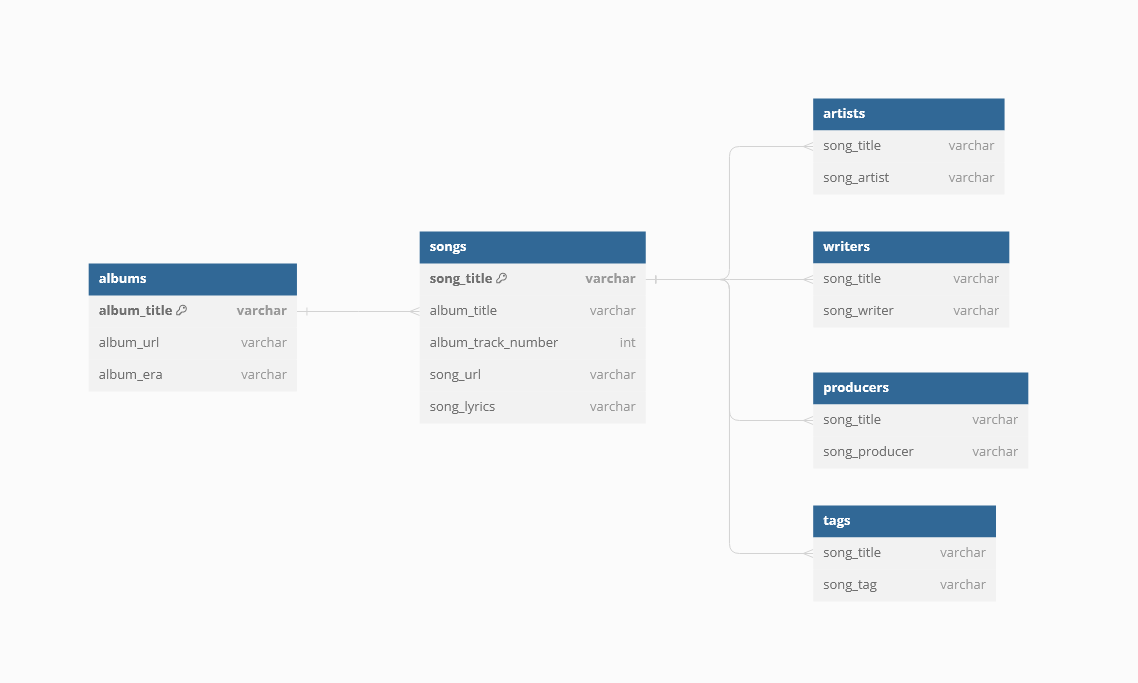 albums
album_title varchar
album_url varchar
album_era varchar
songs
song_title varchar
album_title varchar
album_track_number int
song_url varchar
song_lyrics varchar
artists
song_title varchar
song_artist varchar
writers
song_title varchar
song_writer varchar
producers
song_title varchar
song_producer varchar
tags
song_title varchar
song_tag varchar